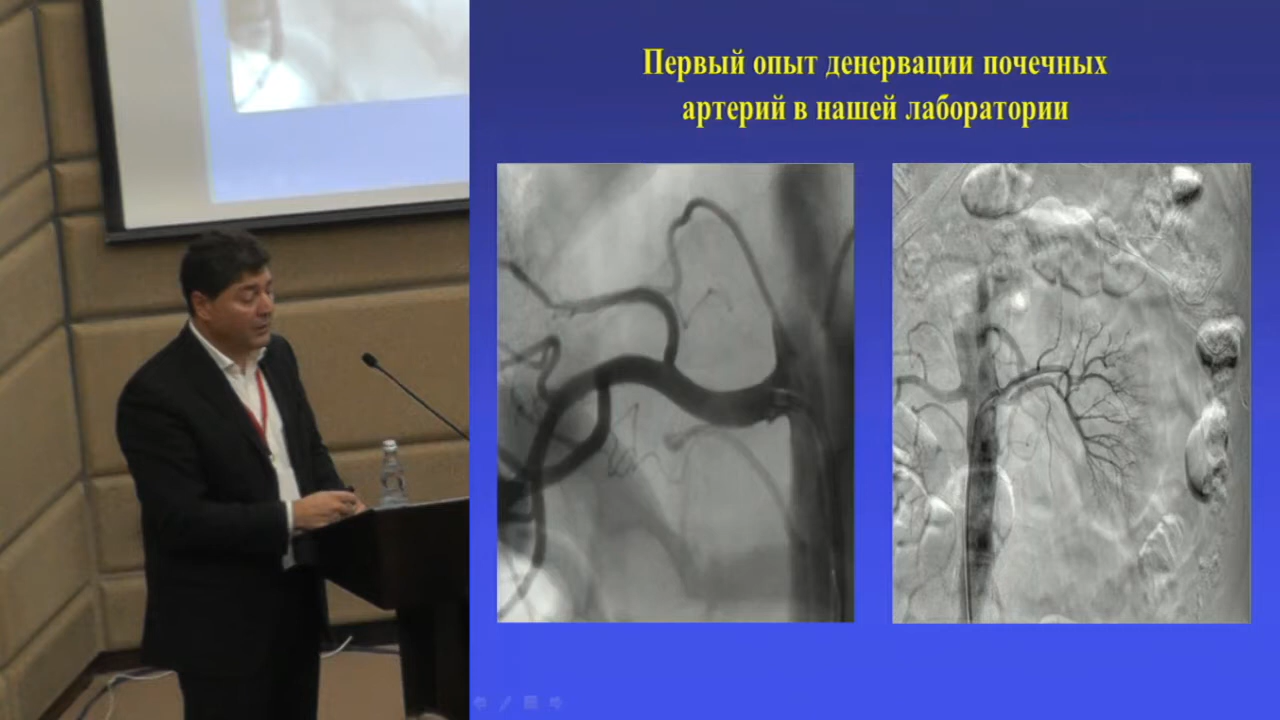 Первый опыт денервации почечных
артерий в нашей лаборатории